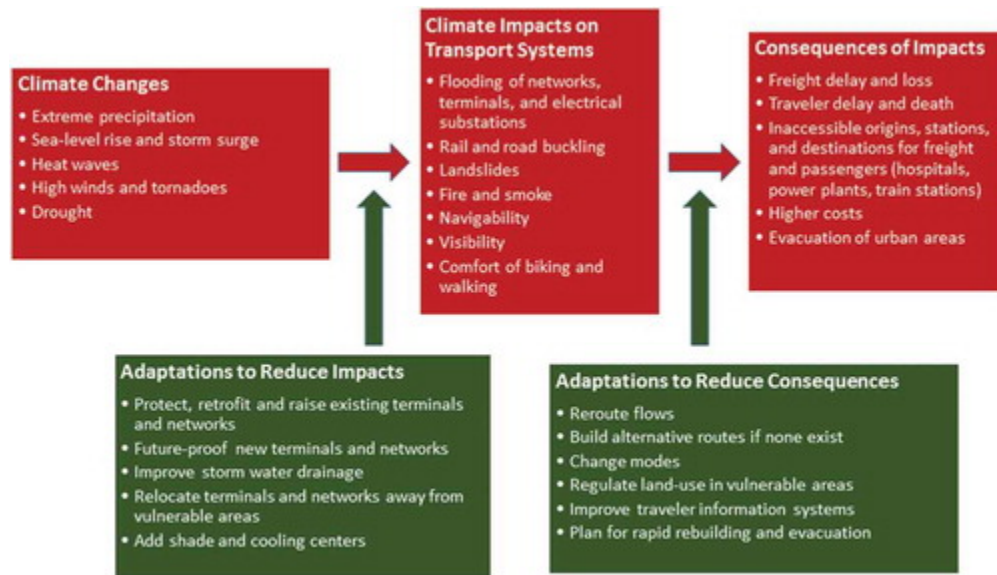 Climate Changes
• Extreme precipitation
• Sea-level rise and storm surge
• Heat waves
• High winds and tornadoes
• Drought
Climate Impacts on
Transport Systems
• Flooding of networks,
terminals, and electrical
substations
• Rail and road buckling
• Landslides
• Fire and smoke
• Navigability
• Visibility
• Comfort of biking and
walking
Consequences of Impacts
• Freight delay and loss
• Traveler delay and death
• Inaccessible origins, stations,
and destinations for freight
and passengers (hospitals,
power plants, train stations)
• Higher costs
• Evacuation of urban areas
Adaptations to Reduce Impacts
• Protect, retrofit and raise existing terminals
and networks
• Future-proof new terminals and networks
• Improve storm water drainage
• Relocate terminals and networks away from
vulnerable areas
• Add shade and cooling centers
Adaptations to Reduce Consequences
• Reroute flows
• Build alternative routes if none exist
• Change modes
• Regulate land-use in vulnerable areas
• Improve traveler information systems
• Plan for rapid rebuilding and evacuation